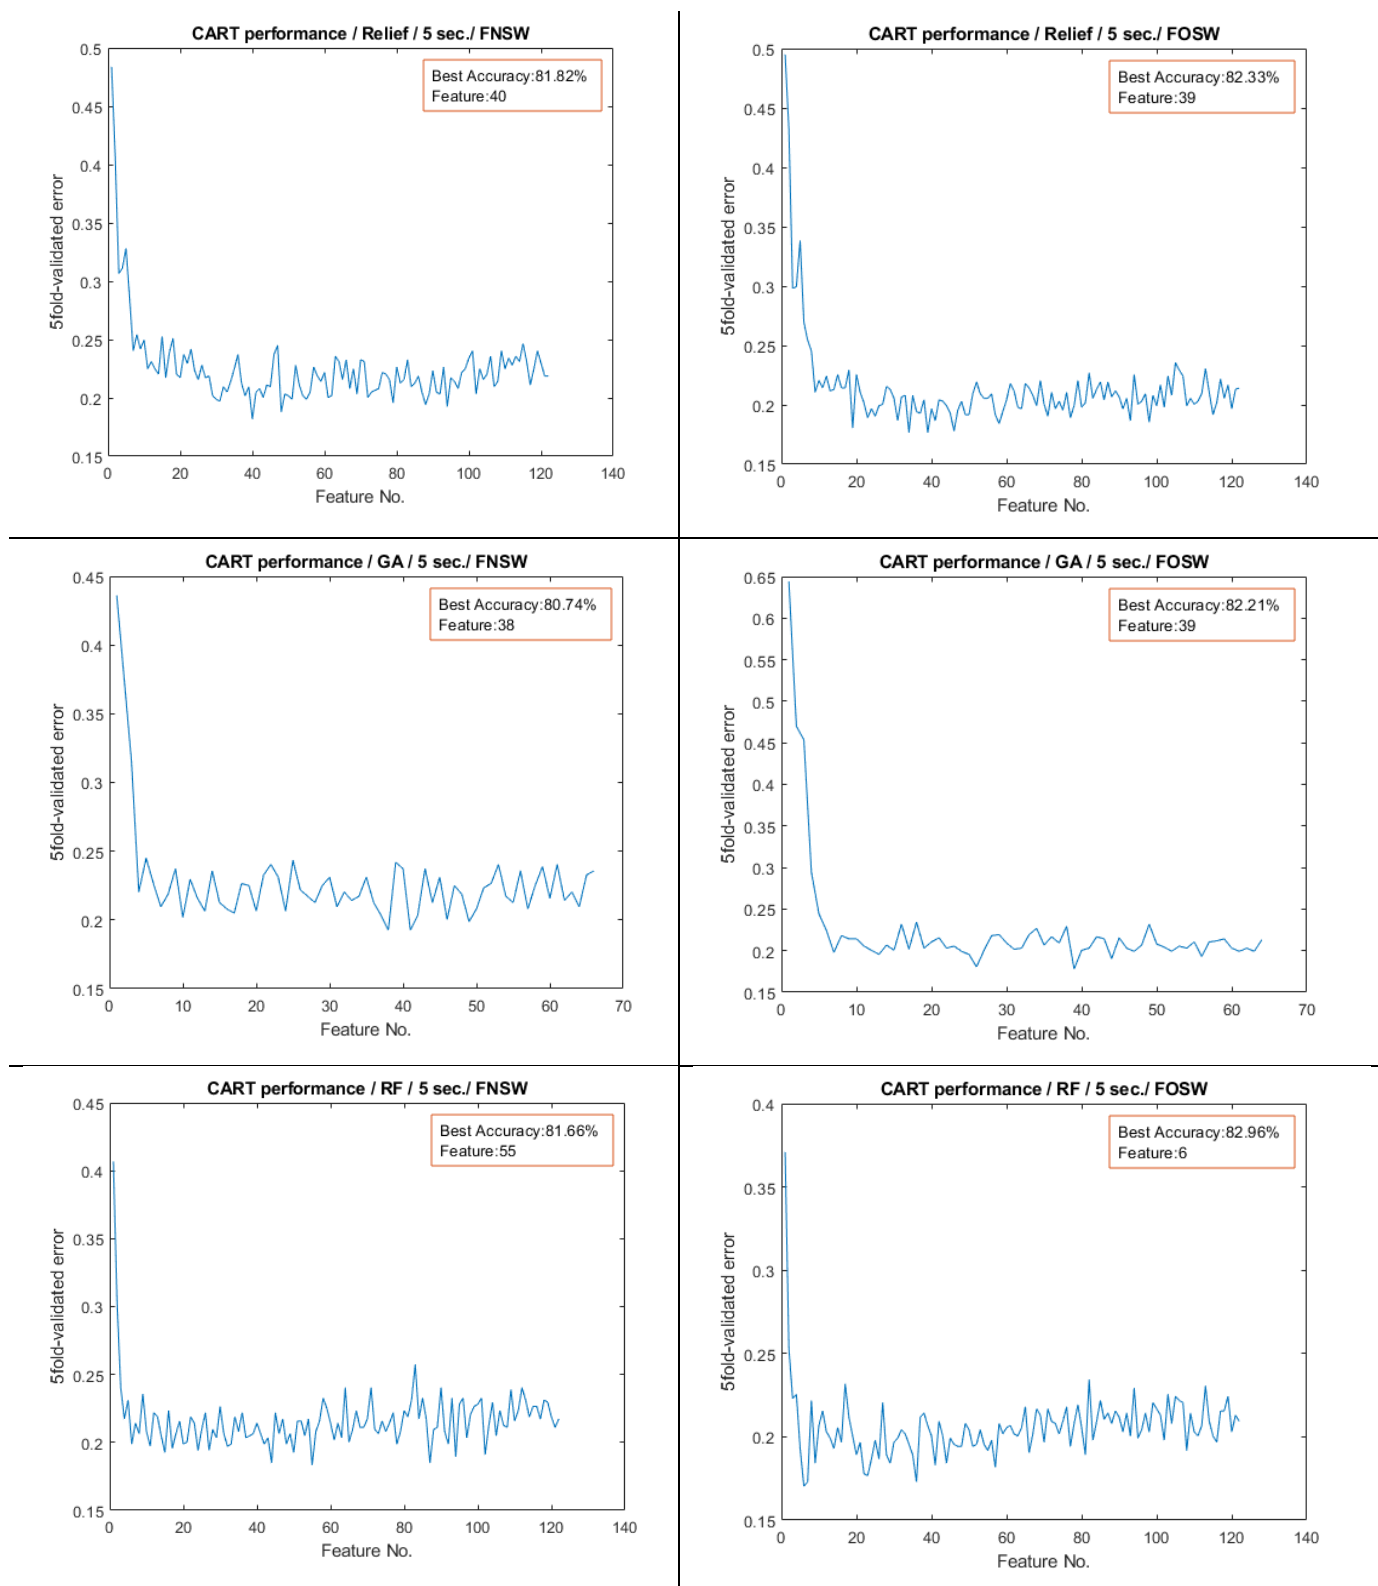 CART performance / Relief / 5 sec./ FNSW
0.5
0.45
0.4
0.35
0.3
0.25
0.2
0.15
5fold-validated error
Best Accuracy:81.82%
Feature:40
0 20 40 60 80 100 120 140
Feature No.
CART performance / Relief / 5 sec./ FOSW
0.5
0.45
0.4
0.35
0.3
0.25
0.2
0.15
5fold-validated error
Best Accuracy:82.33%
Feature:39
0 20 40 60 80 100 120 140
Feature No.
CART performance / GA / 5 sec./ FNSW
0.45
0.4
0.35
0.3
0.25
0.2
0.15
5fold-validated error
Best Accuracy:80.74%
Feature:38
0 10 20 30 40 50 60 70
Feature No.
CART performance / GA / 5 sec./ FOSW
0.65
0.6
0.55
0.5
0.45
0.4
0.35
0.3
0.25
0.2
0.15
5fold-validated error
Best Accuracy:82.21%
Feature:39
0 10 20 30 40 50 60 70
Feature No.
CART performance / RF / 5 sec./ FNSW
0.45
0.4
0.35
0.3
0.25
0.2
0.15
5fold-validated error
Best Accuracy:81.66%
Feature:55
0 20 40 60 80 100 120 140
Feature No.
CART performance / RF / 5 sec./ FOSW
0.4
0.35
0.3
0.25
0.2
0.15
5fold-validated error
Best Accuracy:82.96%
Feature:6
0 20 40 60 80 100 120 140
Feature No.